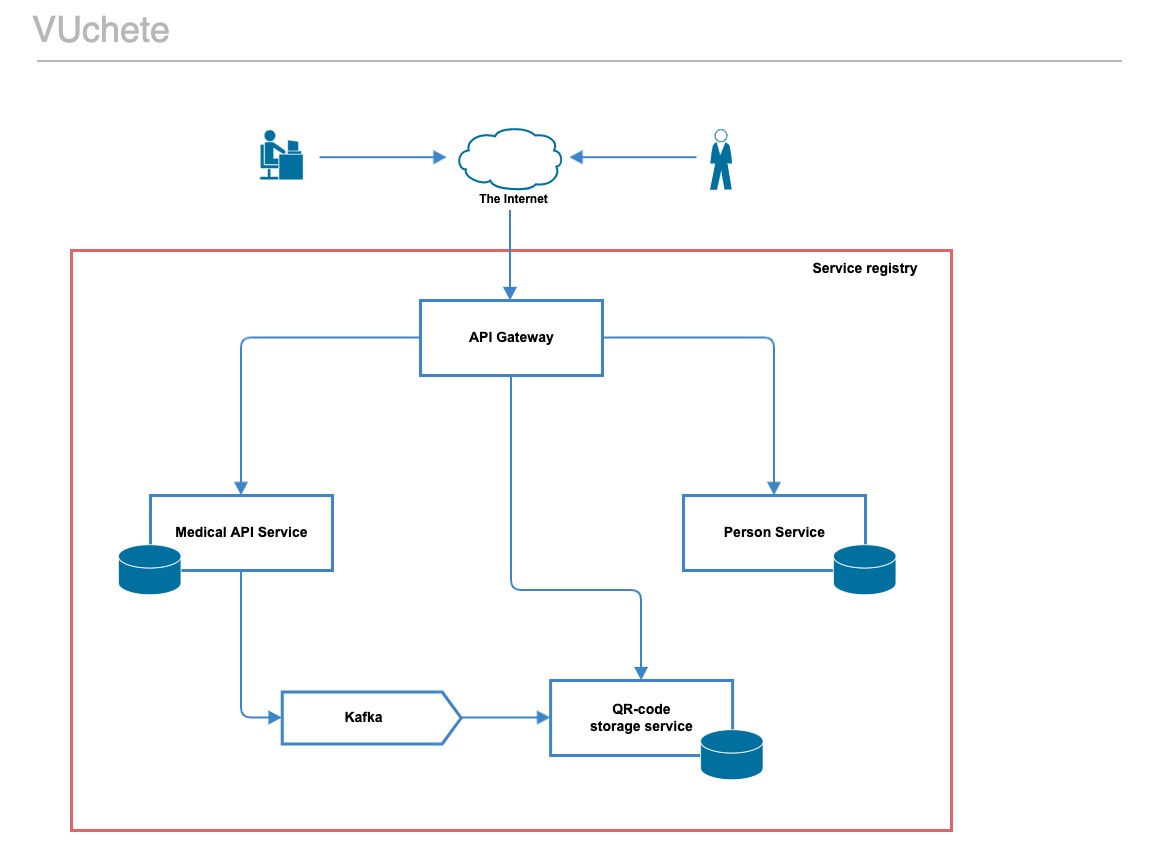 VUchete
The Internet
Service registry
API Gateway
Medical API Service
Person Service
Kafka
QR-code
storage service